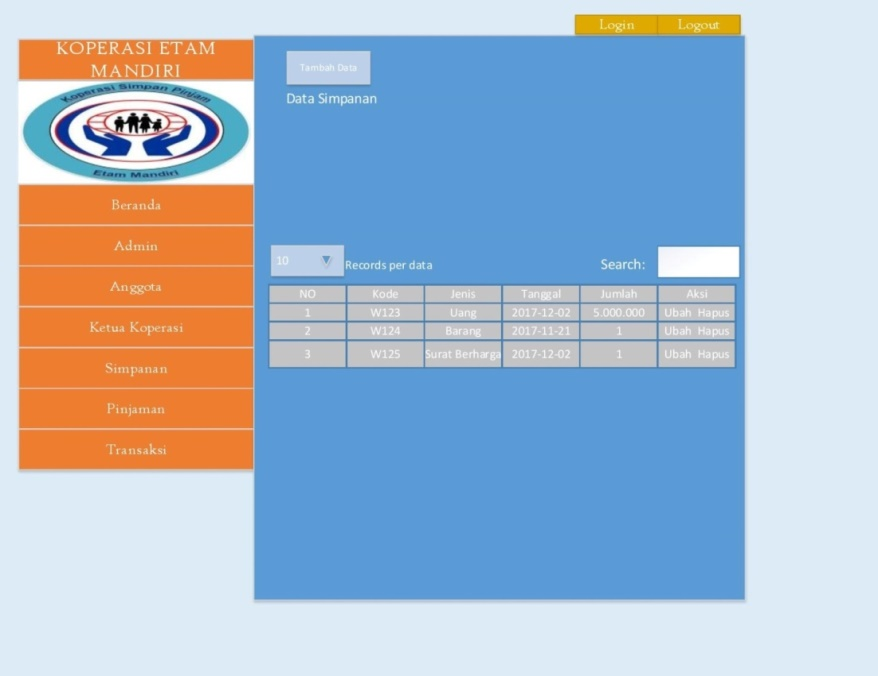 Login Logout
KOPERASI ETAM
MANDIRI
Koperasi Simpan Pinjam
Etam Mandiri
Beranda
Admin
Anggota
Ketua Koperasi
Simpanan
Pinjaman
Transaksi
Tambah Data
Data Simpanan
10 Records per data Search:
NO Kode Jenis Tanggal Jumlah Aksi
1 W123 Uang 2017-12-02 5.000.000 Ubah Hapus
2 W124 Barang 2017-11-21 1 Ubah Hapus
3 W125 Surat Berharga 2017-12-02 1 Ubah Hapus